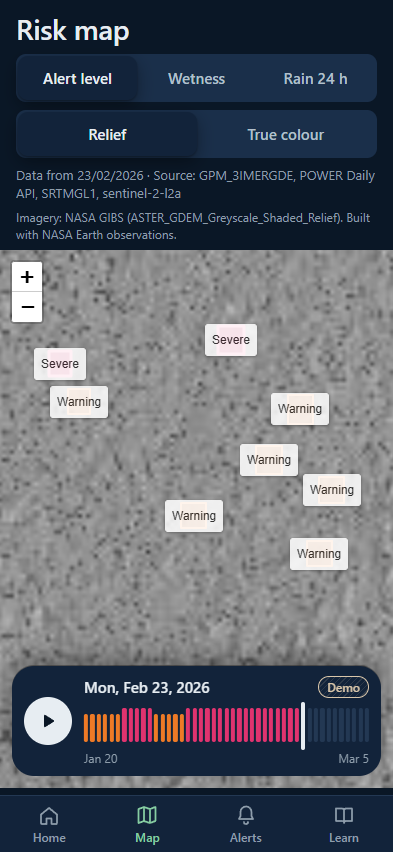 Risk map
Alert level Wetness Rain 24 h
Relief True colour
Data from 23/02/2026 · Source: GPM_3IMERGDE, POWER Daily
API, SRTMGL1, sentinel-2-l2a
Imagery: NASA GIBS (ASTER_GDEM_Greyscale_Shaded_Relief). Built
with NASA Earth observations.
+
−
Severe
Severe
Warning
Warning
Warning
Warning
Warning
Warning
Mon, Feb 23, 2026 Demo
Jan 20 Mar 5
Home Map Alerts Learn